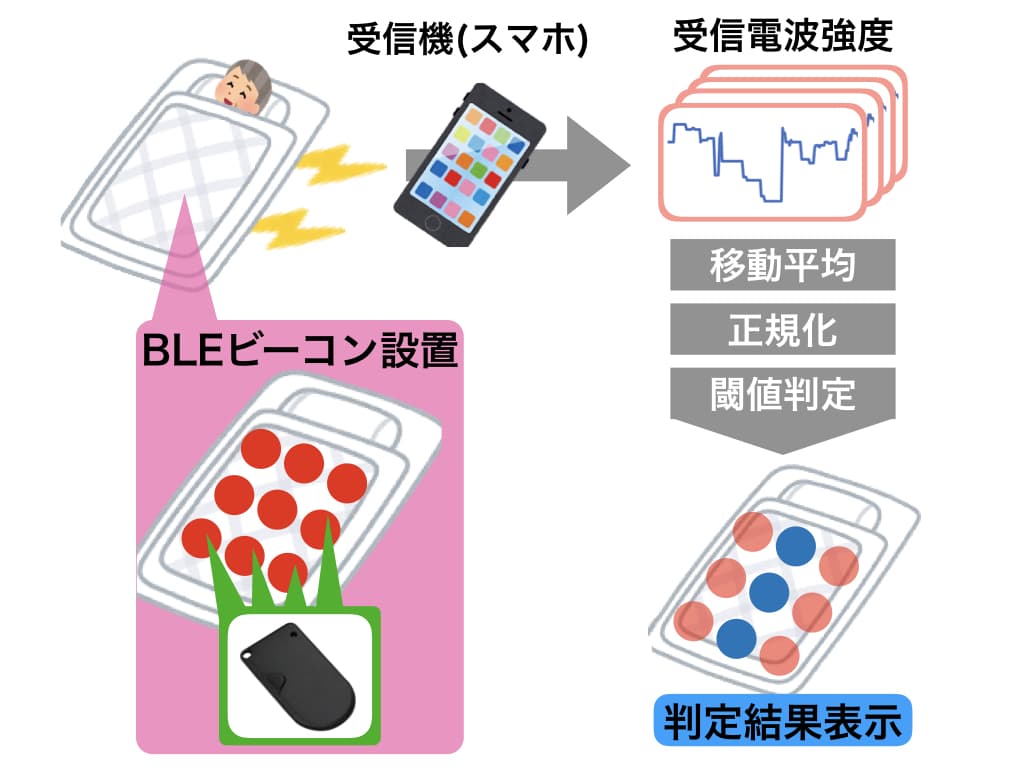 受信機(スマホ)
受信電波強度
移動平均
正規化
閾値判定
BLEビーコン設置
判定結果表示